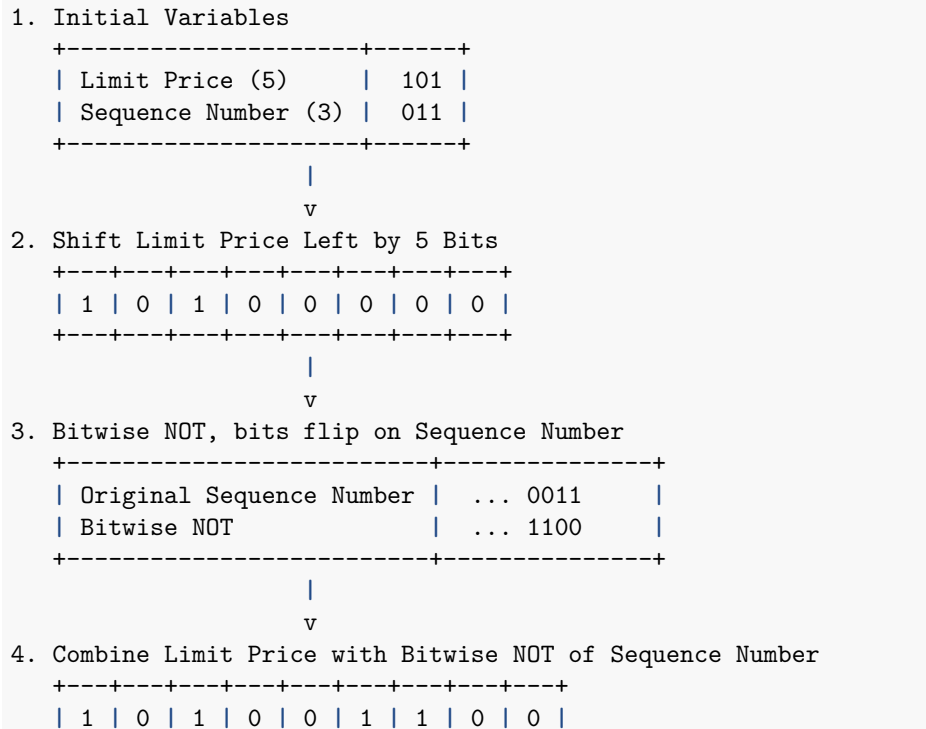 1. Initial Variables
   +---------------------+------+
   | Limit Price (5)     |  101 |
   | Sequence Number (3) |  011 |
   +---------------------+------+
                   |
                   v
2. Shift Limit Price Left by 5 Bits
   +---+---+---+---+---+---+---+---+
   | 1 | 0 | 1 | 0 | 0 | 0 | 0 | 0 |
   +---+---+---+---+---+---+---+---+
                   |
                   v
3. Bitwise NOT, bits flip on Sequence Number
   +--------------------------+---------------+
   | Original Sequence Number |  ... 0011     |
   | Bitwise NOT              |  ... 1100     |
   +--------------------------+---------------+
                   |
                   v
4. Combine Limit Price with Bitwise NOT of Sequence Number
   +---+---+---+---+---+---+---+---+---+
   | 1 | 0 | 1 | 0 | 0 | 1 | 1 | 0 | 0 |